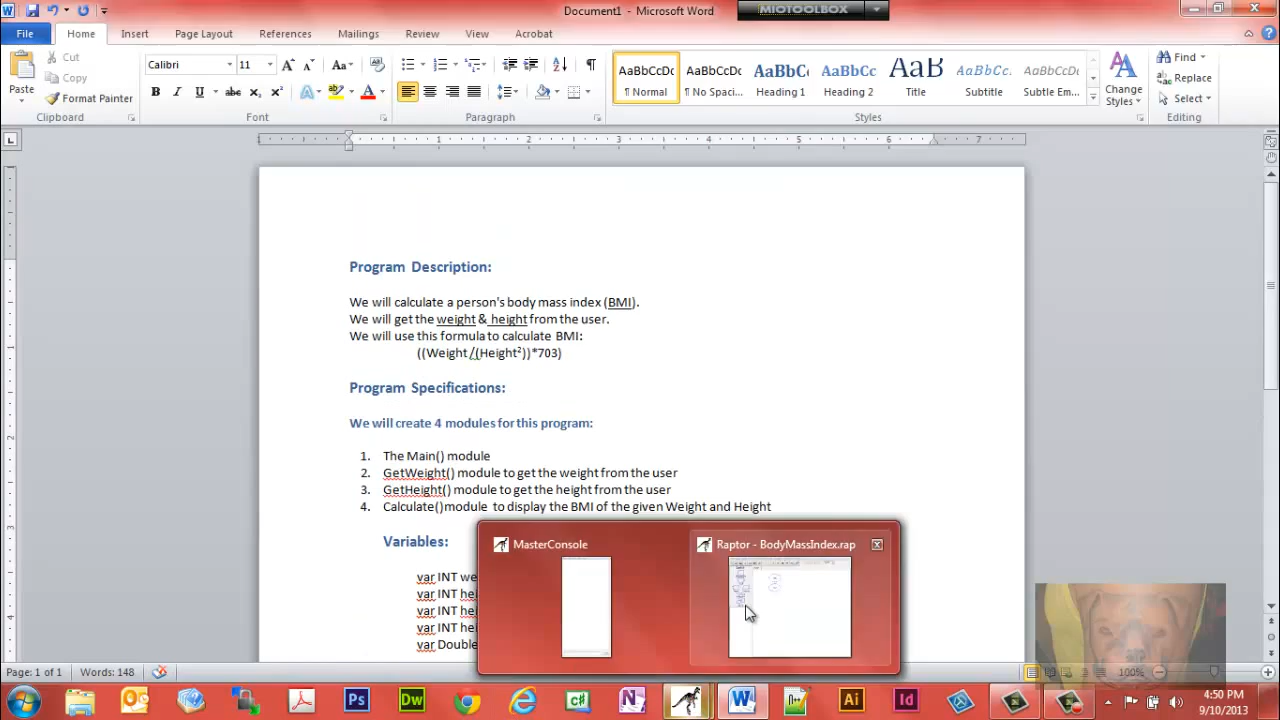 Document1 - Microsoft Word
MIOTOOLBOX
File Home Insert Page Layout References Mailings Review View Acrobat
Paste
Cut
Copy
Format Painter
Calibri 11
AaBbCcDc AaBbCcDc AaBbC AaBbCc AaB AaBbCc. AaBbCcDc
¶ Normal ¶ No Spaci... Heading 1 Heading 2 Title Subtitle Subtle Em...
Change Styles
Find
Replace
Select
Clipboard Font Paragraph Styles Editing
Program Description:
We will calculate a person's body mass index (BMI).
We will get the weight & height from the user.
We will use this formula to calculate BMI:
((Weight/(Height²))*703)
Program Specifications:
We will create 4 modules for this program:
1. The Main() module
2. GetWeight() module to get the weight from the user
3. GetHeight() module to get the height from the user
4. Calculate()module to display the BMI of the given Weight and Height
Variables:
var INT we
var INT hei
var INT hei
var INT hei
var Double
MasterConsole
Raptor - BodyMassIndex.rap
Page: 1 of 1 Words: 148
100%
4:50 PM
9/10/2013